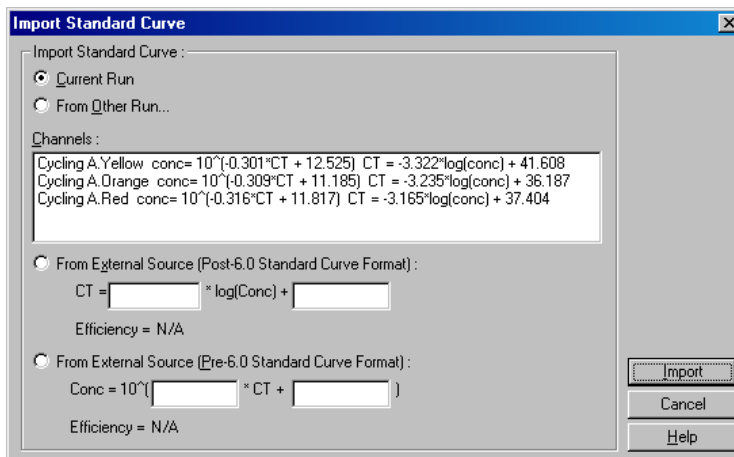 Import Standard Curve
Import Standard Curve :
Current Run
From Other Run...
Channels :
Cycling A.Yellow conc= 10^(-0.301*CT + 12.525) CT = -3.322*log(conc) + 41.608
Cycling A.Orange conc= 10^(-0.309*CT + 11.185) CT = -3.235*log(conc) + 36.187
Cycling A.Red conc= 10^(-0.316*CT + 11.817) CT = -3.165*log(conc) + 37.404
From External Source (Post-6.0 Standard Curve Format) :
CT = * log(Conc) +
Efficiency = N/A
From External Source (Pre-6.0 Standard Curve Format) :
Conc = 10^( * CT + )
Efficiency = N/A
Import
Cancel
Help